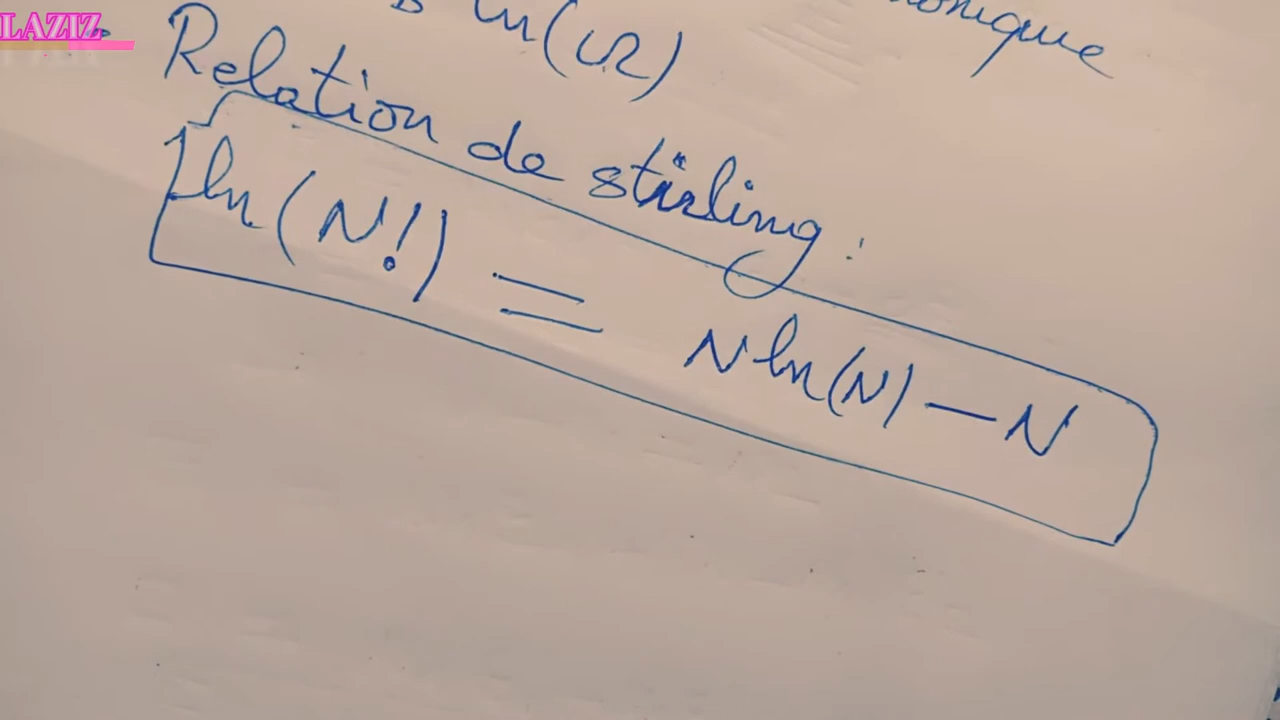 LAZIZ
B ln(Ω)
Relation de stirling :
ln(N!) = N ln(N) — N